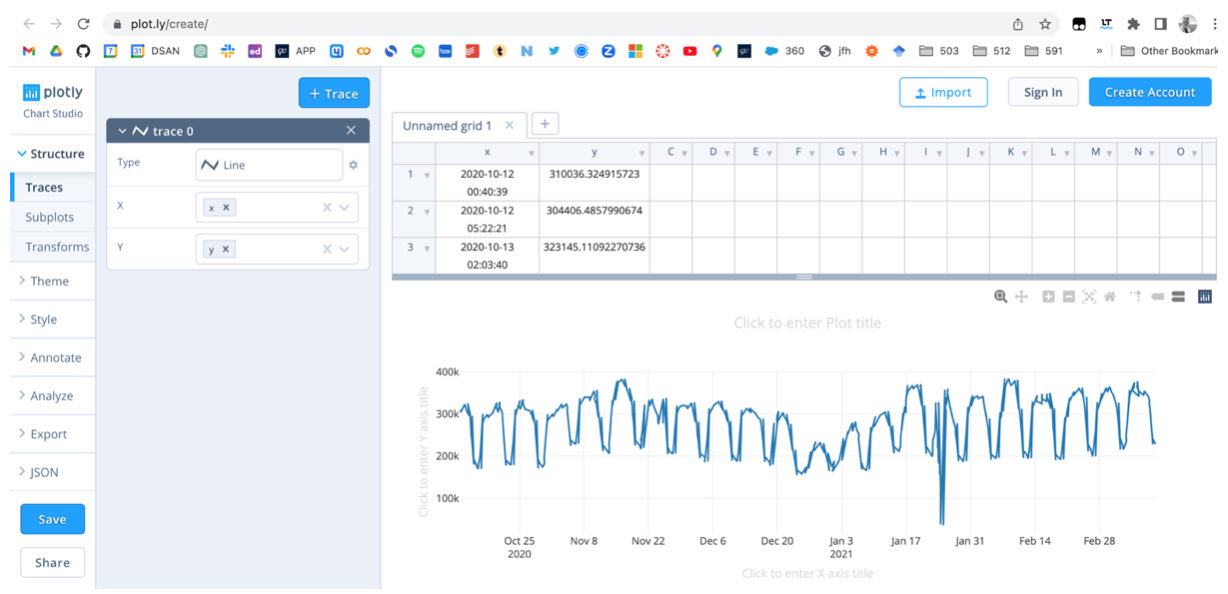 plot.ly/create/
DSAN
ed
APP
box
360
jfh
503
512
591
»
Other Bookmark
plotly
Chart Studio
+ Trace
Import
Sign In
Create Account
Structure
Traces
Subplots
Transforms
Theme
Style
Annotate
Analyze
Export
JSON
Save
Share
trace 0
Type
Line
X
x
Y
y
Unnamed grid 1
x y C D E F G H I J K L M N O
1 2020-10-12 00:40:39 310036.324915723
2 2020-10-12 05:22:21 304406.4857990674
3 2020-10-13 02:03:40 323145.11092270736
Click to enter Plot title
400k
300k
200k
100k
Click to enter Y axis title
Oct 25 Nov 8 Nov 22 Dec 6 Dec 20 Jan 3 Jan 17 Jan 31 Feb 14 Feb 28
2020 2021
Click to enter X axis title